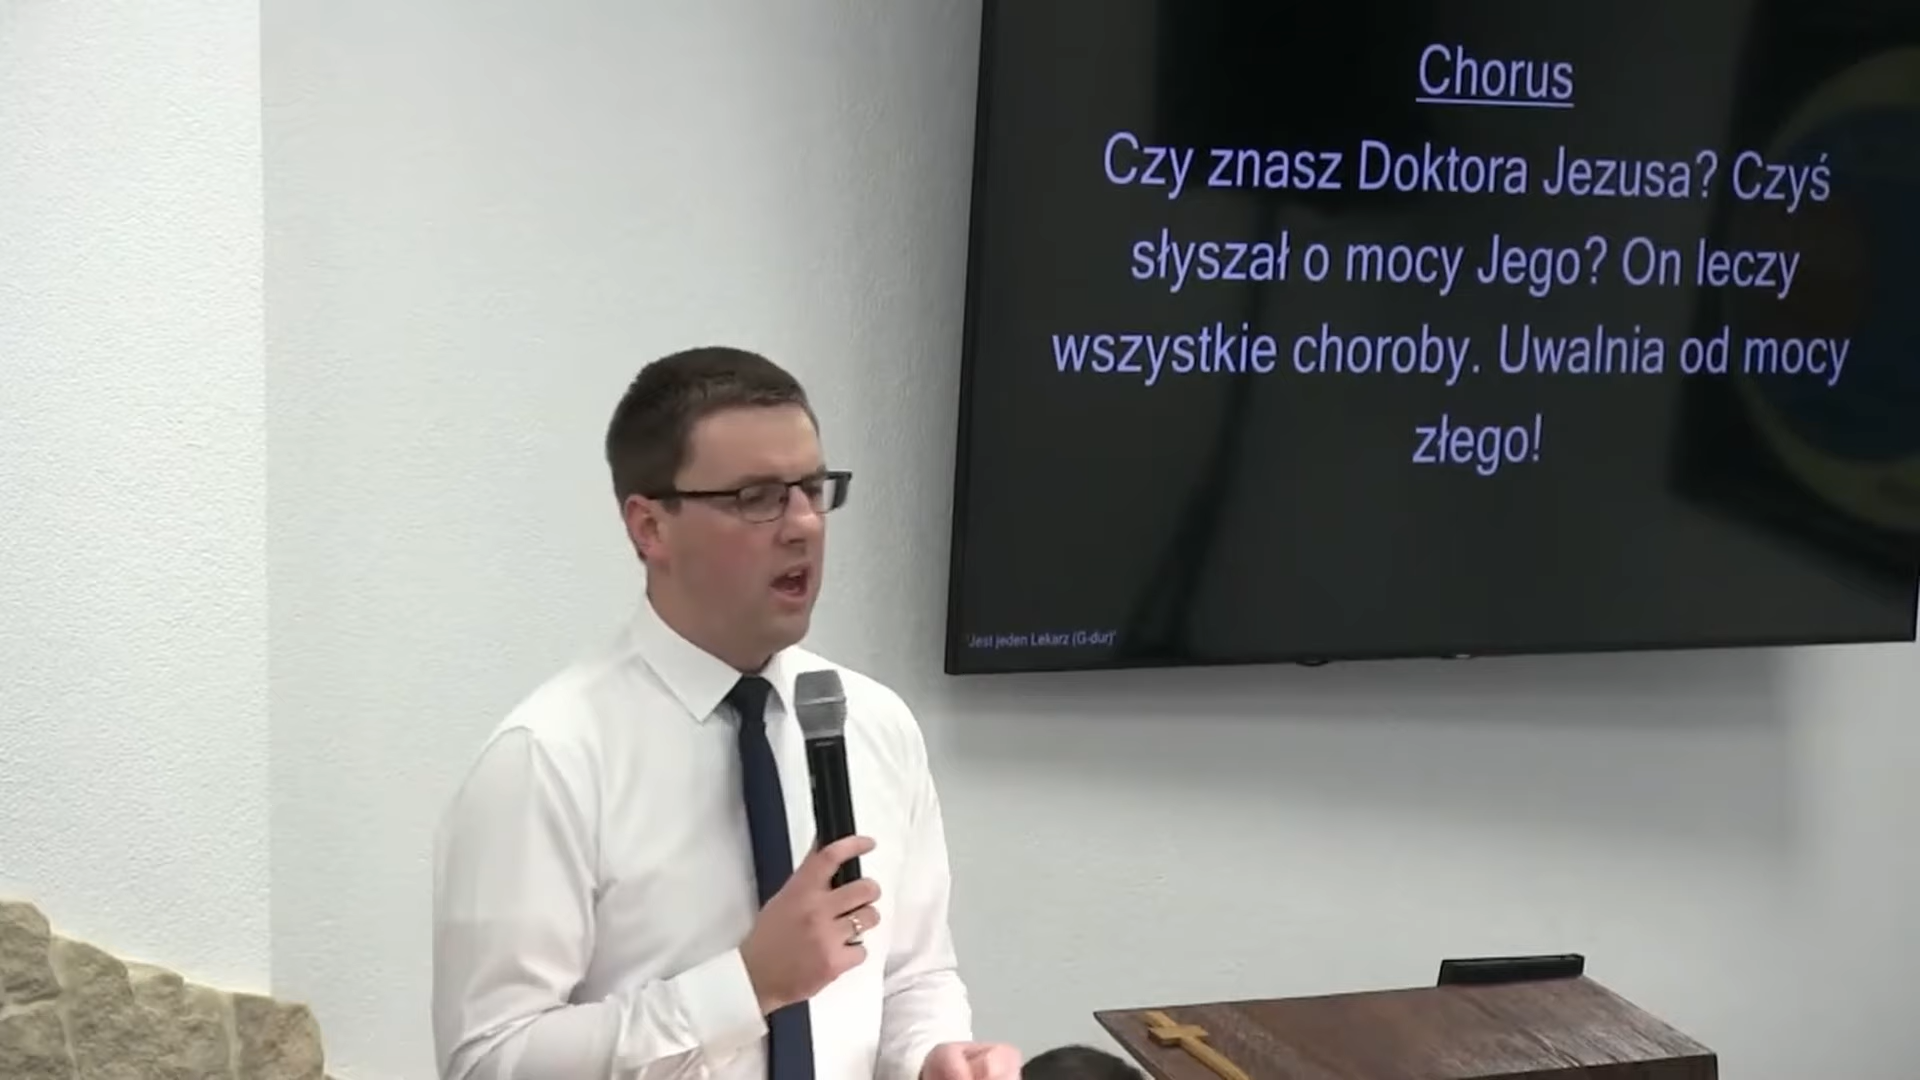 Chorus
Czy znasz Doktora Jezusa? Czyś
słyszał o mocy Jego? On leczy
wszystkie choroby. Uwalnia od mocy
złego!
'Jest jeden Lekarz (G-dur)'